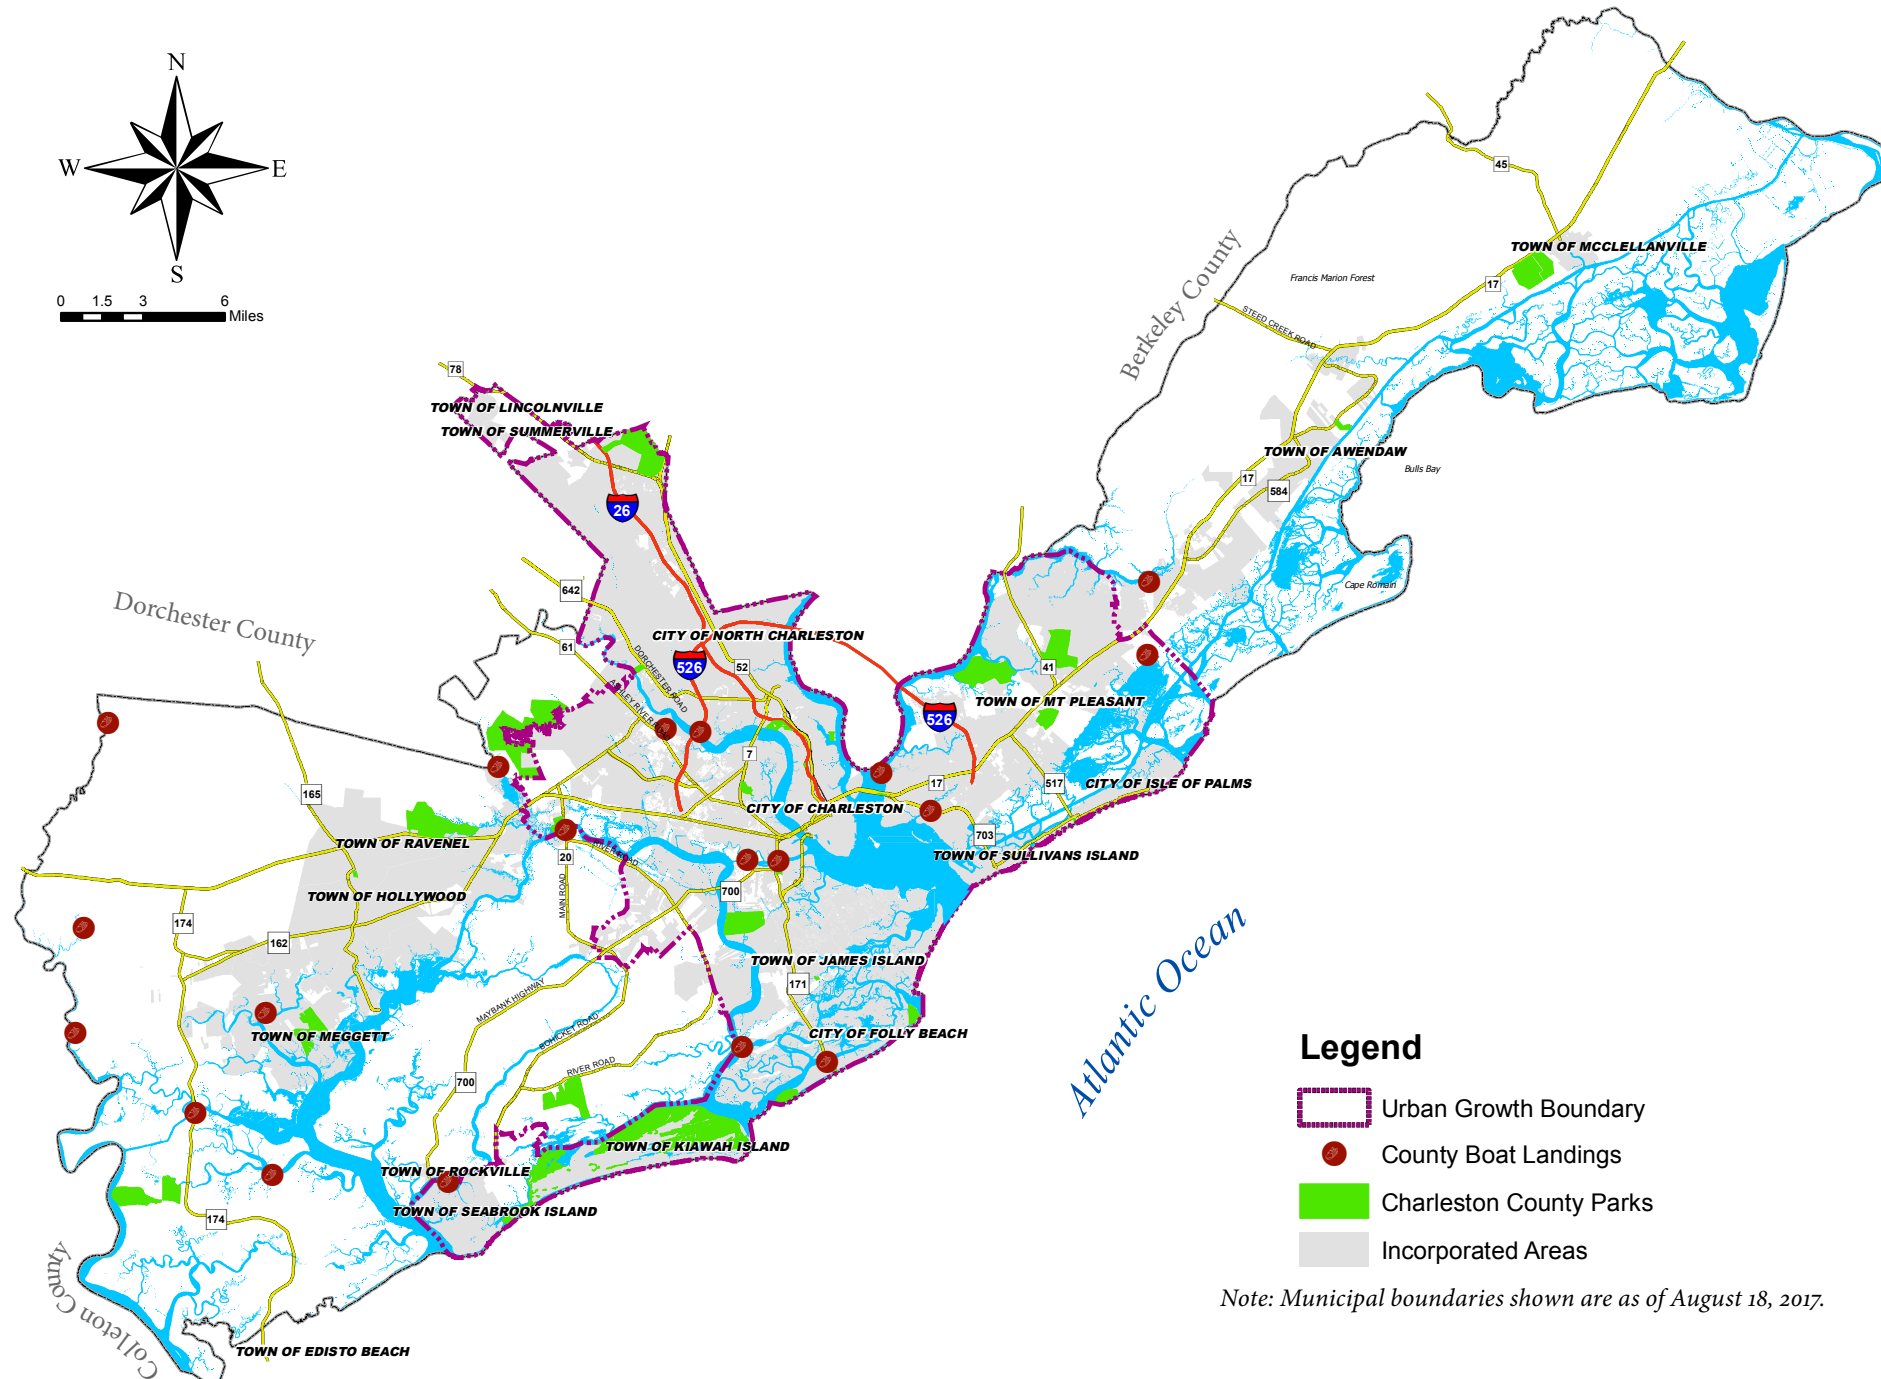 N
W
E
S
0 1.5 3 6
Miles
Berkeley County
45
TOWN OF MCCLELLANVILLE
Francis Marion Forest
17
STEED CREEK ROAD
78
TOWN OF LINCOLNVILLE
TOWN OF SUMMERVILLE
TOWN OF AWENDAW
Bulls Bay
17
584
26
Cape Romain
642
Dorchester County
CITY OF NORTH CHARLESTON
61
526
52
DORCHESTER ROAD
41
ASHLEY RIVER
TOWN OF MT PLEASANT
526
7
165
17
517
CITY OF ISLE OF PALMS
CITY OF CHARLESTON
703
TOWN OF RAVENEL
20
RIVER ROAD
TOWN OF SULLIVANS ISLAND
MAIN ROAD
700
TOWN OF HOLLYWOOD
174
162
TOWN OF JAMES ISLAND
171
MAYBANK HIGHWAY
Atlantic Ocean
BOHICKET ROAD
TOWN OF MEGGETT
CITY OF FOLLY BEACH
RIVER ROAD
700
TOWN OF KIAWAH ISLAND
TOWN OF ROCKVILLE
TOWN OF SEABROOK ISLAND
174
Colleton County
TOWN OF EDISTO BEACH
Legend
Urban Growth Boundary
County Boat Landings
Charleston County Parks
Incorporated Areas
Note: Municipal boundaries shown are as of August 18, 2017.